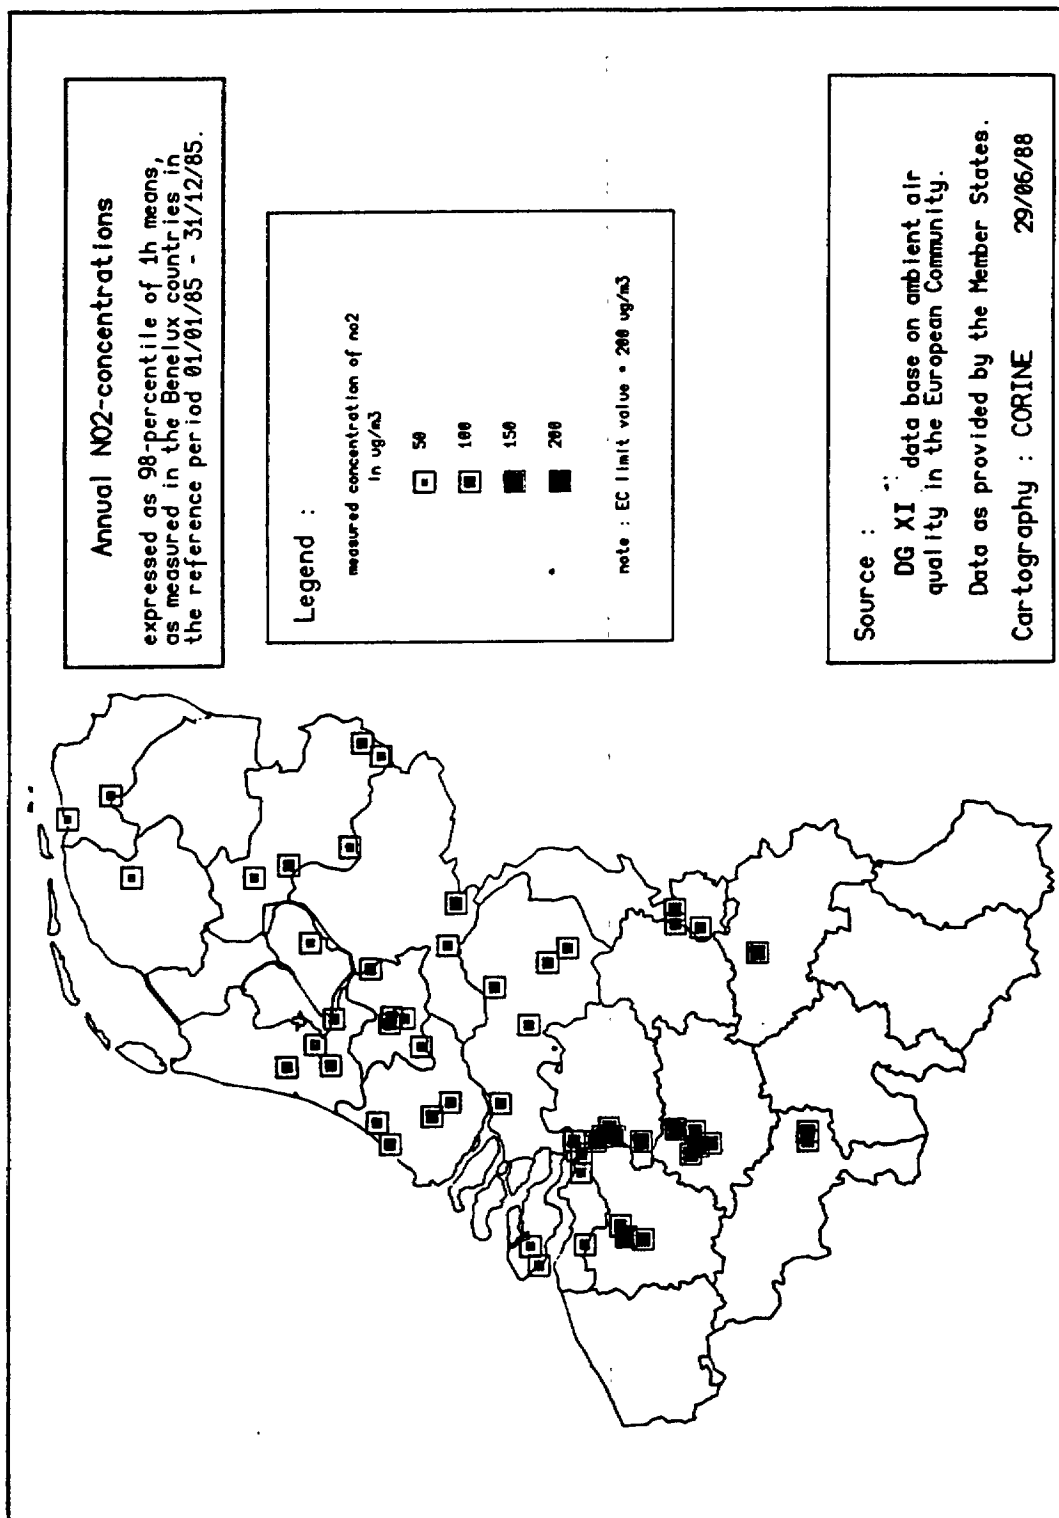 Annual NO2-concentrations
expressed as 98-percentile of 1h means,
as measured in the Benelux countries in
the reference period 01/01/85 - 31/12/85.
Legend :
measured concentration of no2
in ug/m3
50
100
150
200
note : EC limit value = 200 ug/m3
Source :
DG XI data base on ambient air
quality in the European Community.
Data as provided by the Member States.
Cartography : CORINE 29/06/88